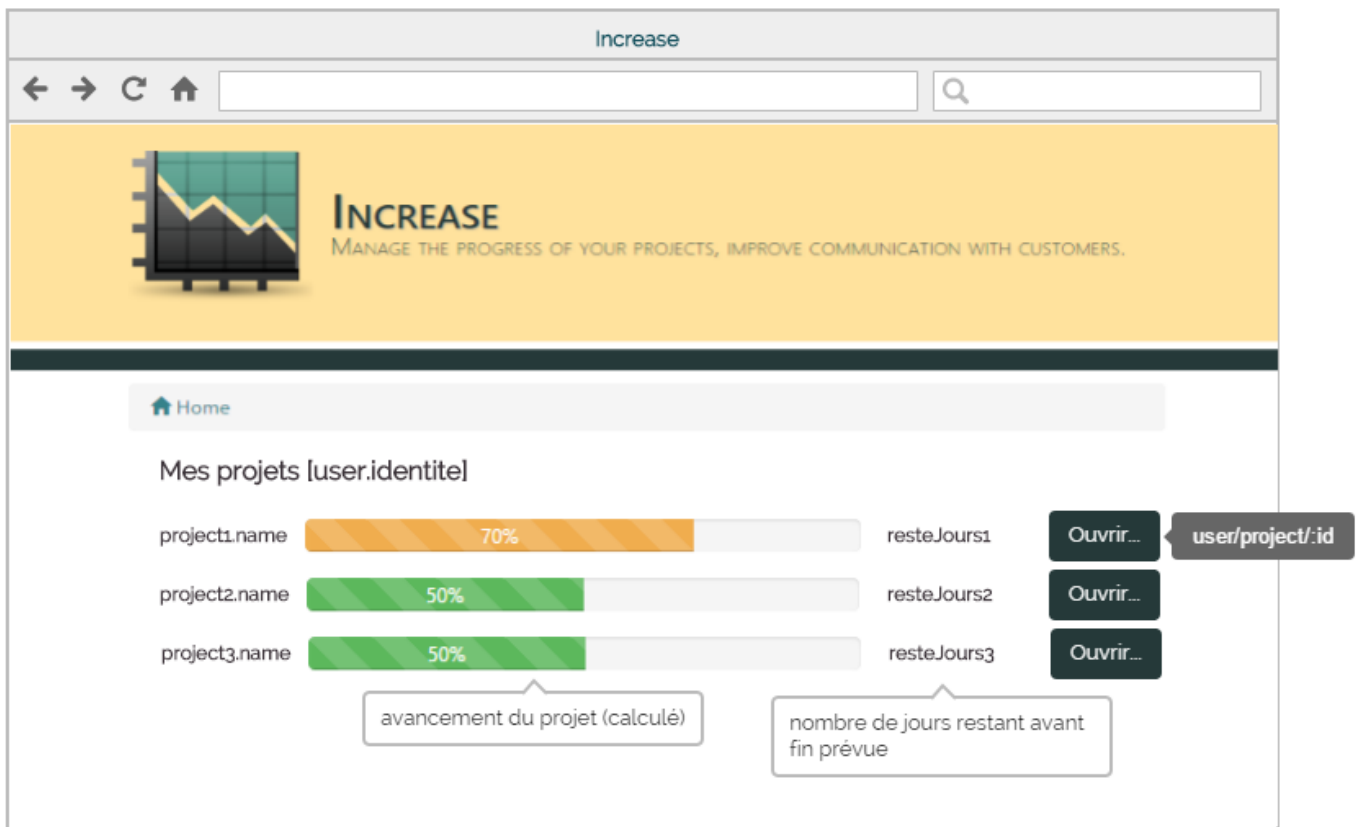 Increase
INCREASE
MANAGE THE PROGRESS OF YOUR PROJECTS, IMPROVE COMMUNICATION WITH CUSTOMERS.
Home
Mes projets [user.identite]
project1.name 70% resteJours1 Ouvrir... user/project/:id
project2.name 50% resteJours2 Ouvrir...
project3.name 50% resteJours3 Ouvrir...
avancement du projet (calculé)
nombre de jours restant avant
fin prévue